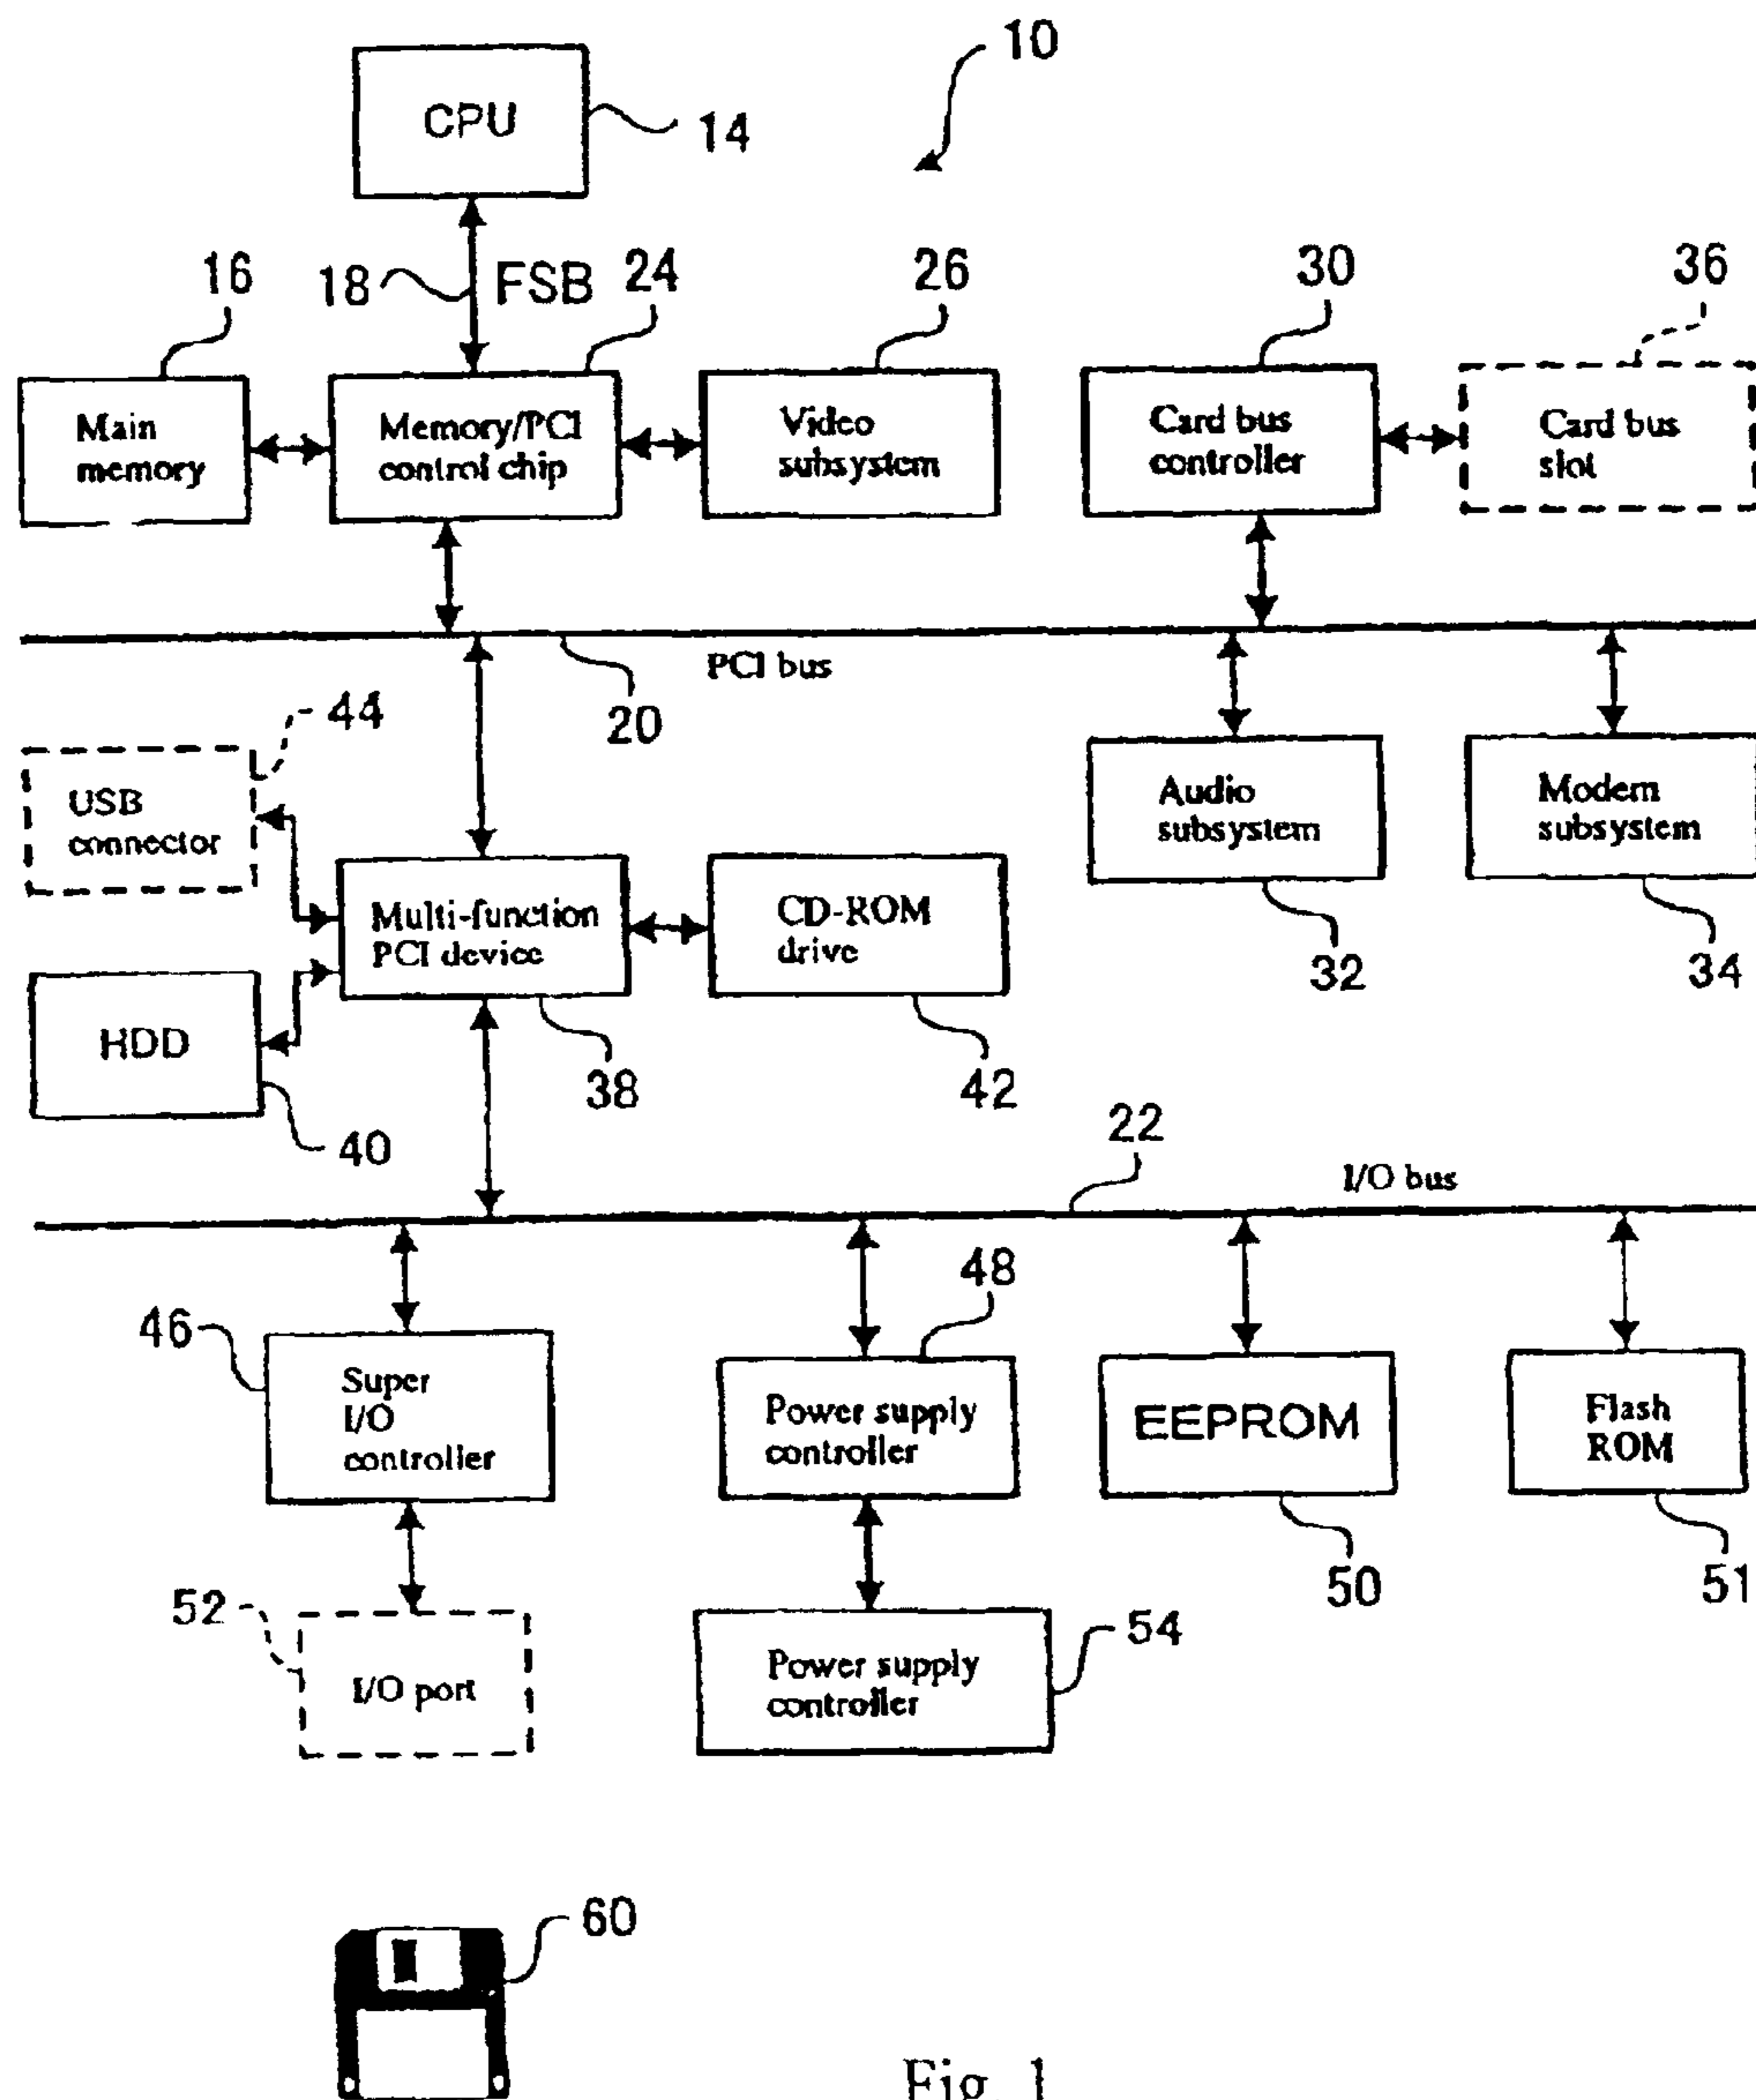 10
CPU
14
16
18
FSB
24
26
30
36
Main
memory
Memory/PCI
control chip
Video
subsystem
Card bus
controller
Card bus
slot
PCI bus
20
44
USB
connector
Audio
subsystem
Modem
subsystem
Multi-function
PCI device
CD-ROM
drive
32
34
HDD
38
42
40
22
I/O bus
48
46
Super
I/O
controller
Power supply
controller
EEPROM
Flash
ROM
50
51
52
54
I/O port
Power supply
controller
60
Fig. 1